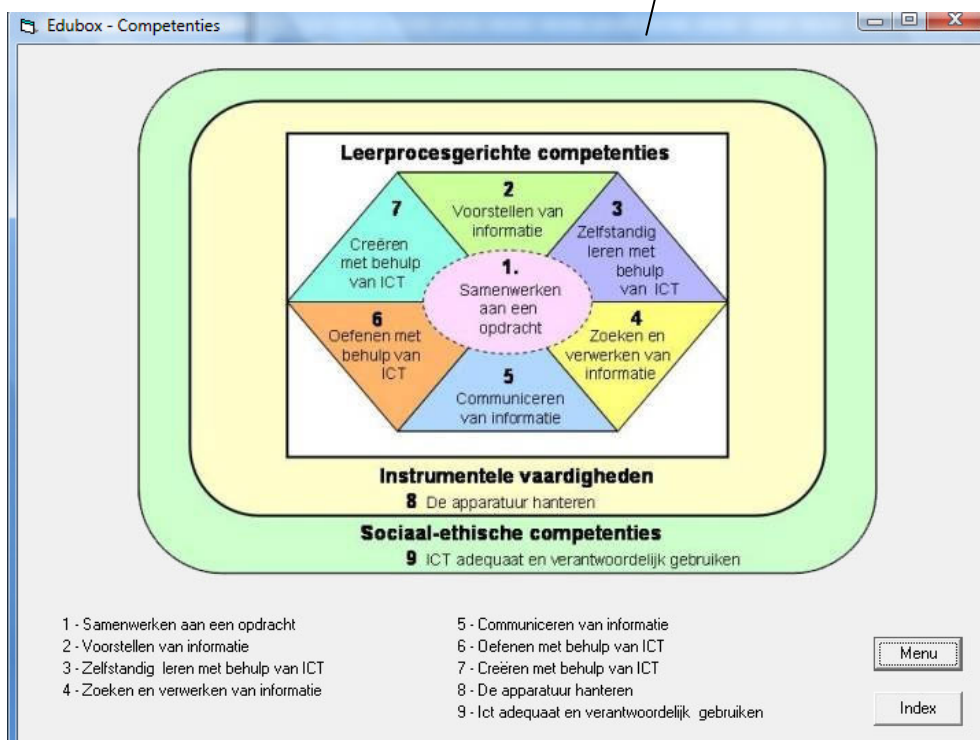 Edubox - Competenties
Leerprocesgerichte competenties
2
Voorstellen van
informatie
7
Creëren
met behulp
van ICT
3
Zelfstandig
leren met
behulp
van ICT
1.
Samenwerken
aan een
opdracht
6
Oefenen met
behulp van
ICT
4
Zoeken en
verwerken van
informatie
5
Communiceren
van informatie
Instrumentele vaardigheden
8 De apparatuur hanteren
Sociaal-ethische competenties
9 ICT adequaat en verantwoordelijk gebruiken
1 - Samenwerken aan een opdracht
2 - Voorstellen van informatie
3 - Zelfstandig leren met behulp van ICT
4 - Zoeken en verwerken van informatie
5 - Communiceren van informatie
6 - Oefenen met behulp van ICT
7 - Creëren met behulp van ICT
8 - De apparatuur hanteren
9 - Ict adequaat en verantwoordelijk gebruiken
Menu
Index